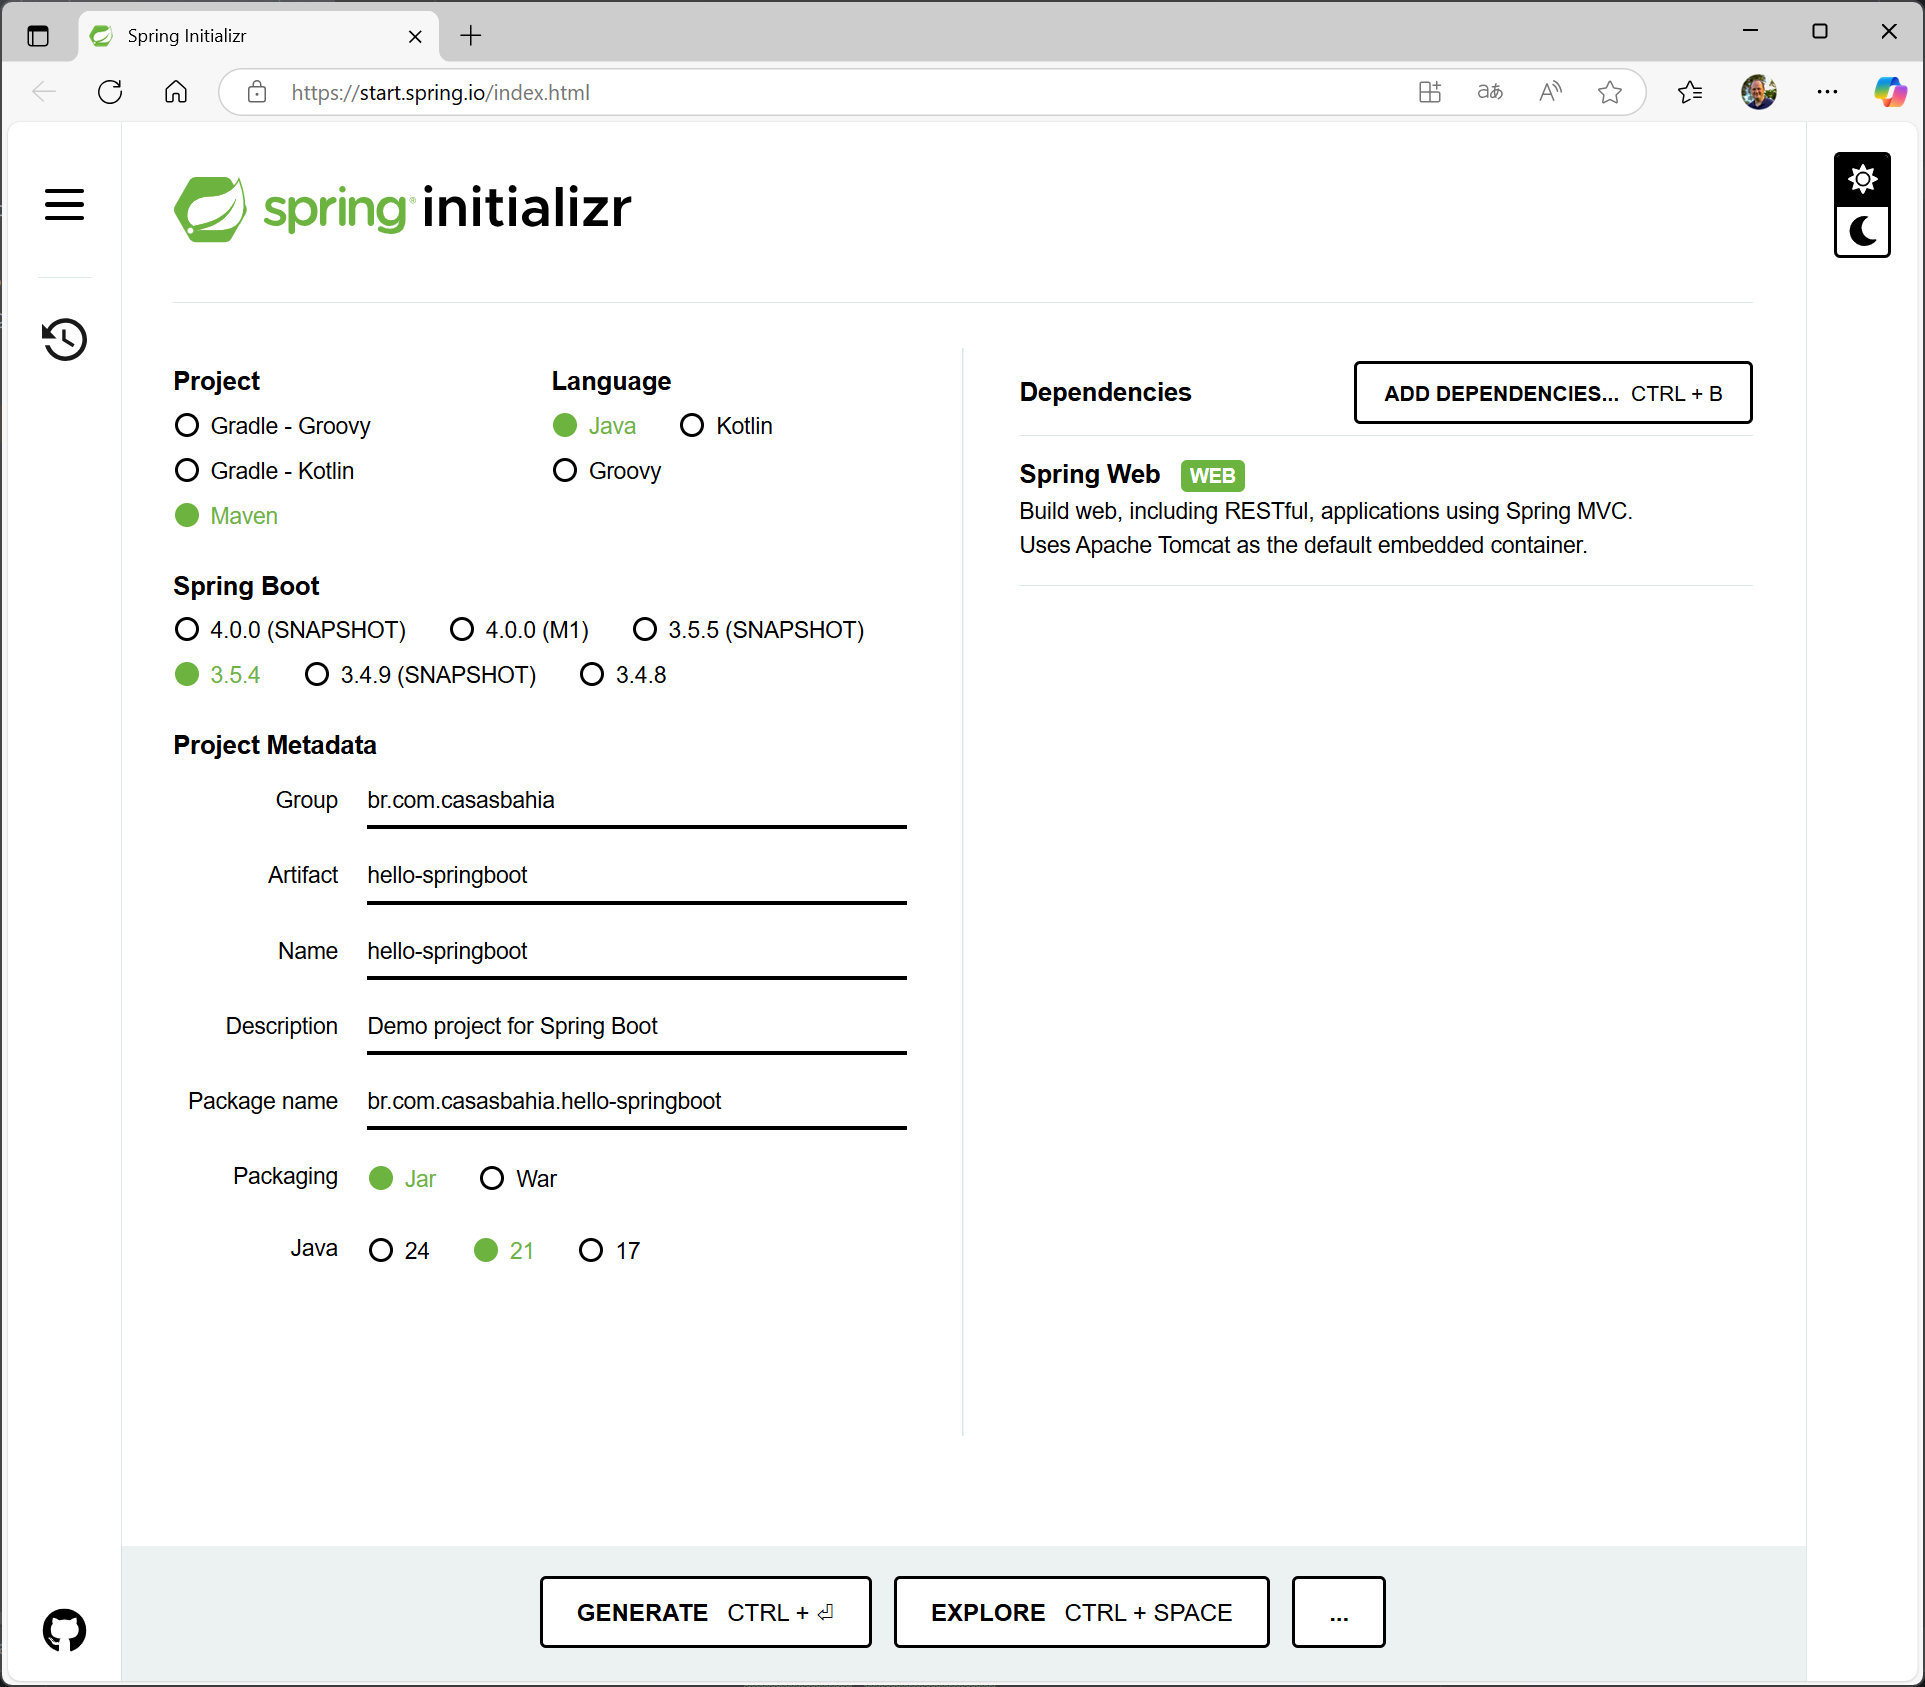 Spring Initializr
https://start.spring.io/index.html
spring initializr
Project
Gradle - Groovy
Gradle - Kotlin
Maven
Language
Java Kotlin
Groovy
Spring Boot
4.0.0 (SNAPSHOT) 4.0.0 (M1) 3.5.5 (SNAPSHOT)
3.5.4 3.4.9 (SNAPSHOT) 3.4.8
Project Metadata
Group br.com.casasbahia
Artifact hello-springboot
Name hello-springboot
Description Demo project for Spring Boot
Package name br.com.casasbahia.hello-springboot
Packaging Jar War
Java 24 21 17
Dependencies
ADD DEPENDENCIES... CTRL + B
Spring Web WEB
Build web, including RESTful, applications using Spring MVC.
Uses Apache Tomcat as the default embedded container.
GENERATE CTRL + ⏎
EXPLORE CTRL + SPACE
...